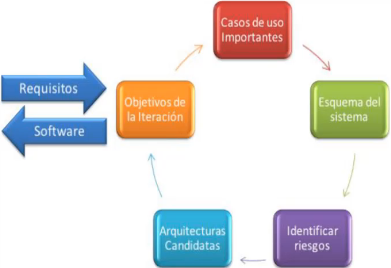 Casos de uso
Importantes
Requisitos
Software
Objetivos de
la Iteración
Esquema del
sistema
Arquitecturas
Candidatas
Identificar
riesgos